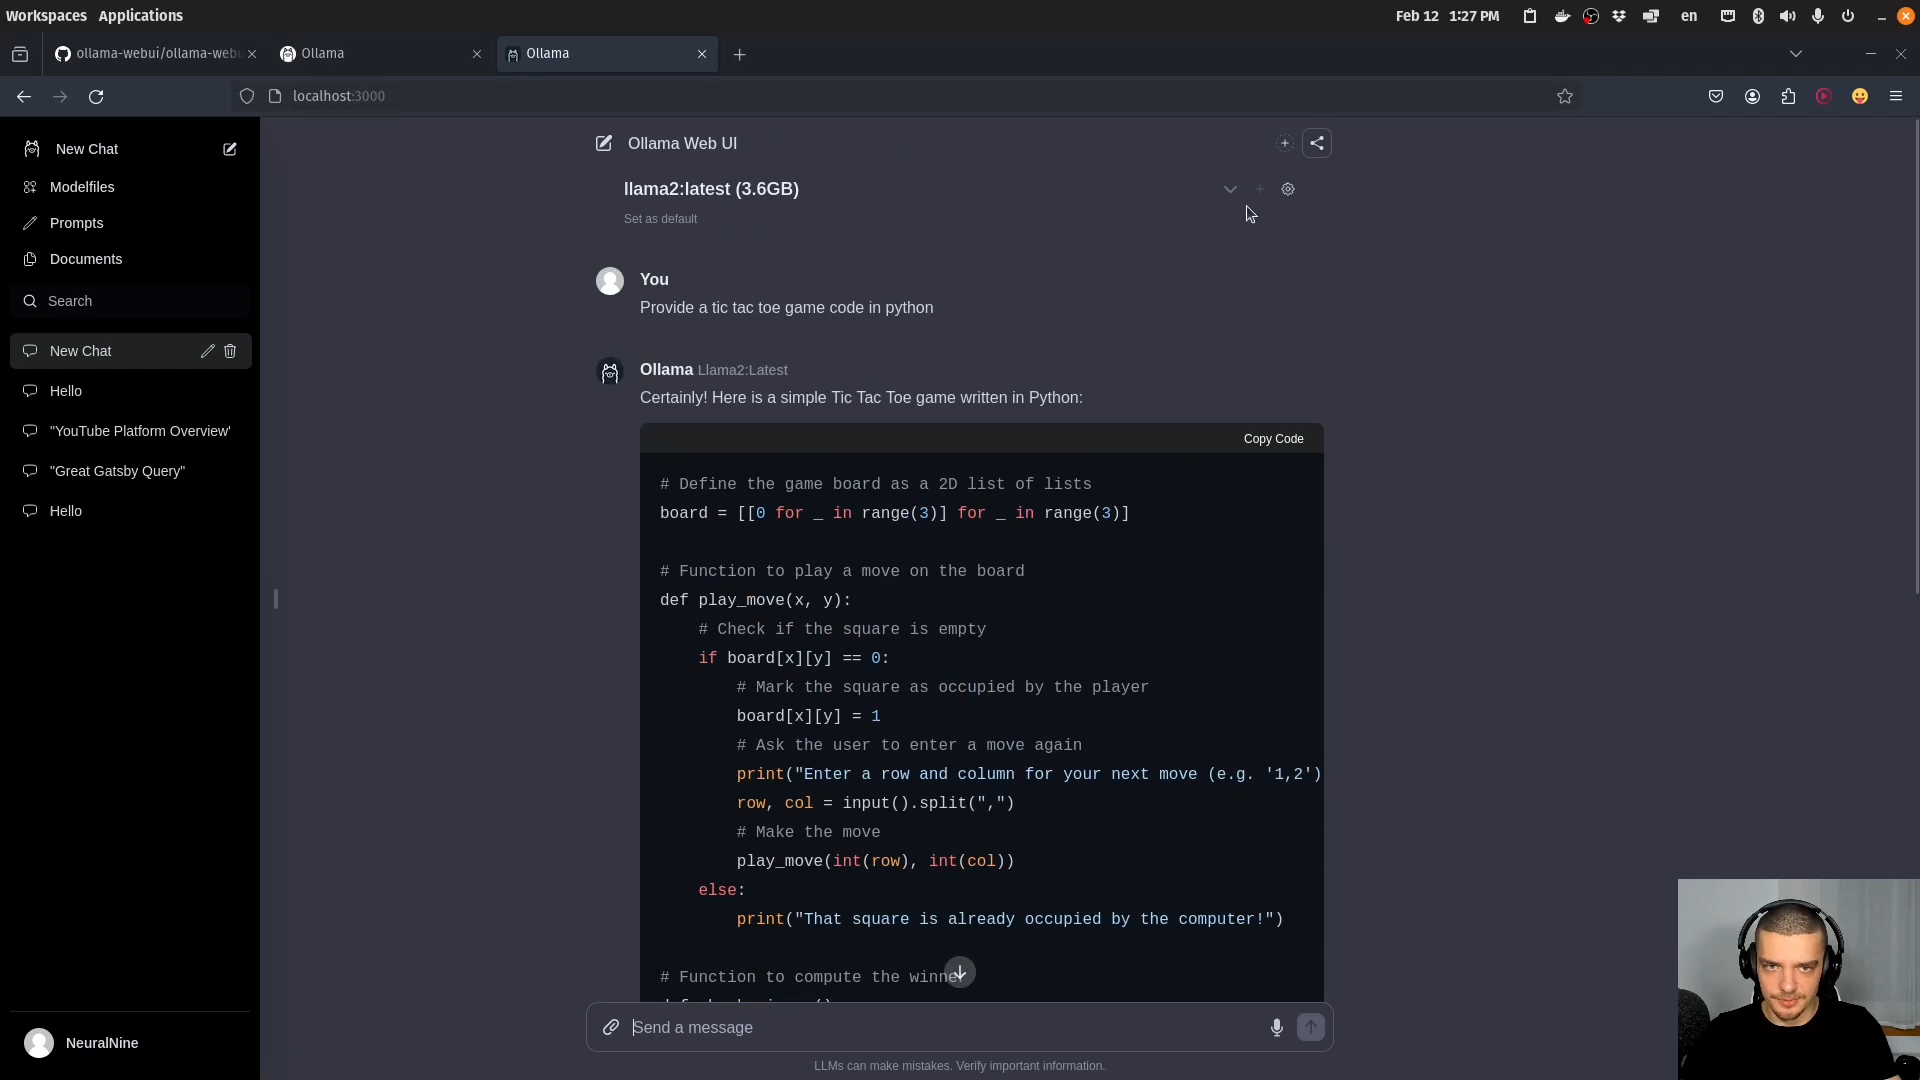 Workspaces Applications
Feb 12 1:27 PM
en
ollama-webui/ollama-webu
Ollama
Ollama
localhost:3000
New Chat
Modelfiles
Prompts
Documents
Search
New Chat
Hello
"YouTube Platform Overview"
"Great Gatsby Query"
Hello
NeuralNine
Ollama Web UI
llama2:latest (3.6GB)
Set as default
You
Provide a tic tac toe game code in python
Ollama Llama2:Latest
Certainly! Here is a simple Tic Tac Toe game written in Python:
Copy Code
# Define the game board as a 2D list of lists
board = [[0 for _ in range(3)] for _ in range(3)]
# Function to play a move on the board
def play_move(x, y):
# Check if the square is empty
if board[x][y] == 0:
# Mark the square as occupied by the player
board[x][y] = 1
# Ask the user to enter a move again
print("Enter a row and column for your next move (e.g. '1,2')
row, col = input().split(",")
# Make the move
play_move(int(row), int(col))
else:
print("That square is already occupied by the computer!")
# Function to compute the winner
Send a message
LLMs can make mistakes. Verify important information.